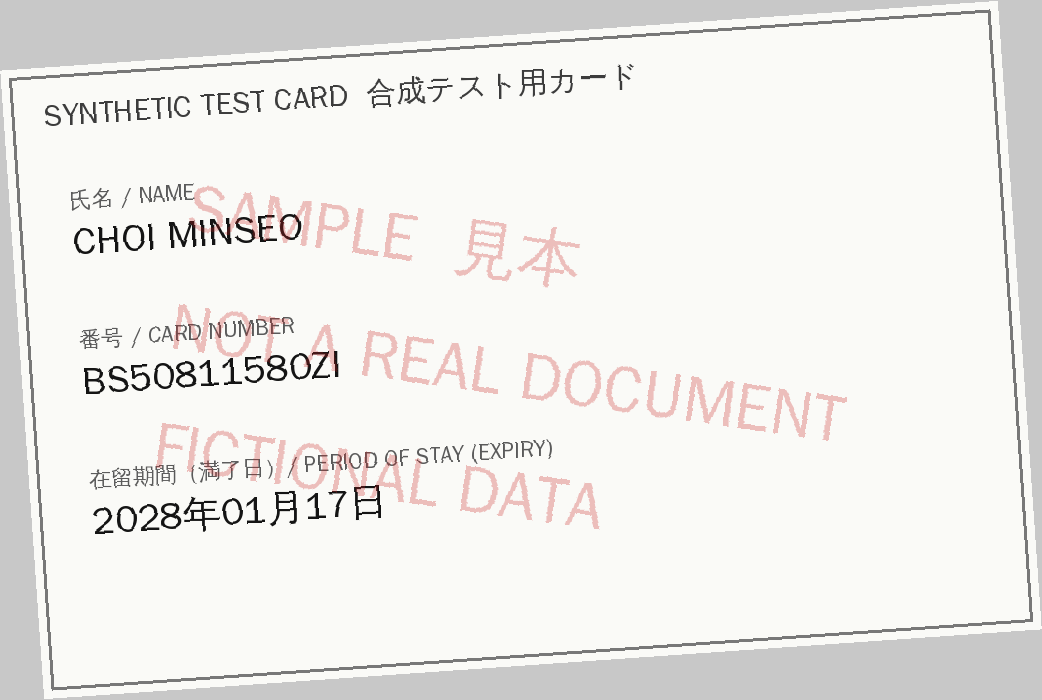 SYNTHETIC TEST CARD 合成テスト用カード
氏名 / NAME
CHOI MINSEO
SAMPLE 見本
番号 / CARD NUMBER
BS50811580ZI
NOT A REAL DOCUMENT
在留期間（満了日）/ PERIOD OF STAY (EXPIRY)
2028年01月17日
FICTIONAL DATA